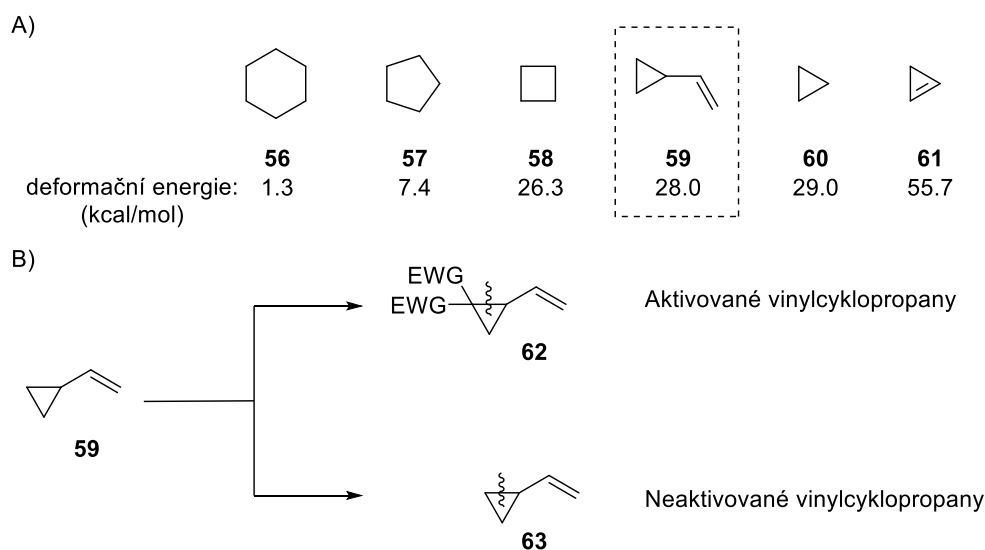 A)
56 57 58 59 60 61
deformační energie: 1.3 7.4 26.3 28.0 29.0 55.7
(kcal/mol)
B)
EWG
EWG
62
Aktivované vinylcyklopropany
59
63
Neaktivované vinylcyklopropany